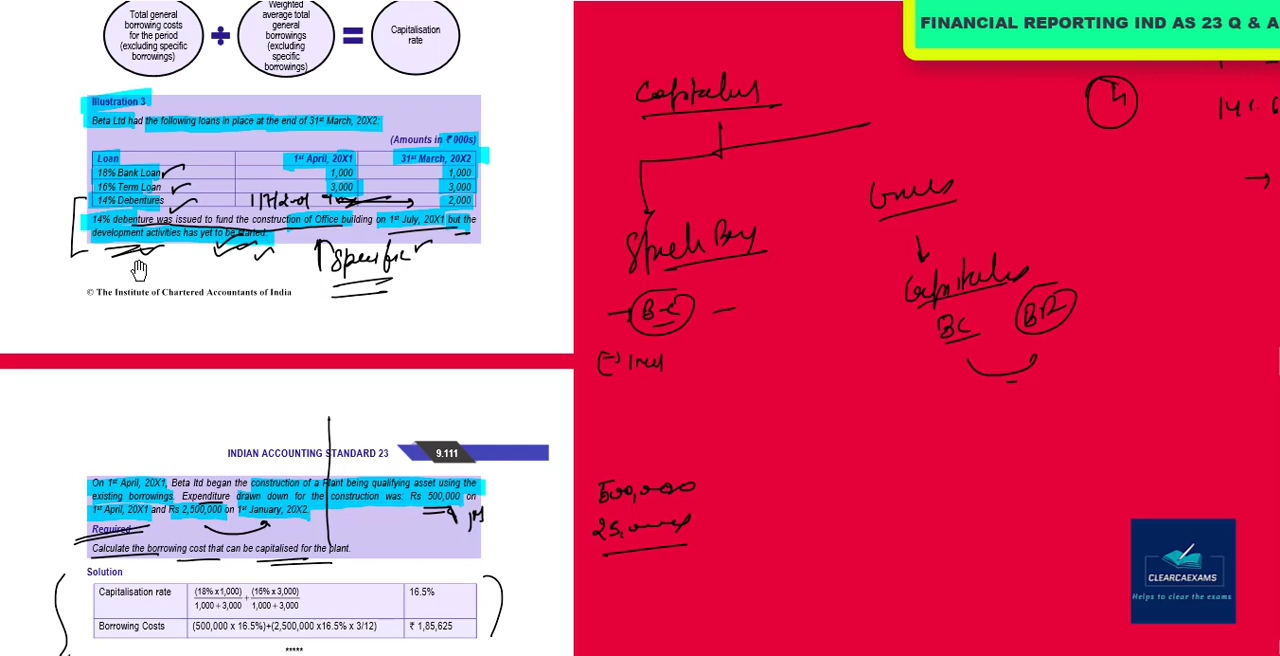 FINANCIAL REPORTING IND AS 23 Q & A
Total general
borrowing costs
for the period
(excluding specific
borrowings)
÷
Weighted
average total
general
borrowings
(excluding
specific
borrowings)
=
Capitalisation
rate
Illustration 3
Beta Ltd had the following loans in place at the end of 31st March, 20X2:
(Amounts in ₹ 000s)
Loan 1st April, 20X1 31st March, 20X2
18% Bank Loan 1,000 1,000
16% Term Loan 3,000 3,000
14% Debentures 2,000
14% debenture was issued to fund the construction of Office building on 1st July, 20X1 but the
development activities has yet to be started.
Specific
© The Institute of Chartered Accountants of India
INDIAN ACCOUNTING STANDARD 23 9.111
On 1st April, 20X1, Beta ltd began the construction of a Plant being qualifying asset using the
existing borrowings. Expenditure drawn down for the construction was: Rs 500,000 on
1st April, 20X1 and Rs 2,500,000 on 1st January, 20X2.
Required
Calculate the borrowing cost that can be capitalised for the plant.
Solution
Capitalisation rate (18% x 1,000) / 1,000 + 3,000 + (16% x 3,000) / 1,000 + 3,000 16.5%
Borrowing Costs (500,000 x 16.5%)+(2,500,000 x16.5% x 3/12) ₹ 1,85,625
*****
B-C
BC
500,000
CLEARCAEXAMS
Helps to clear the exams